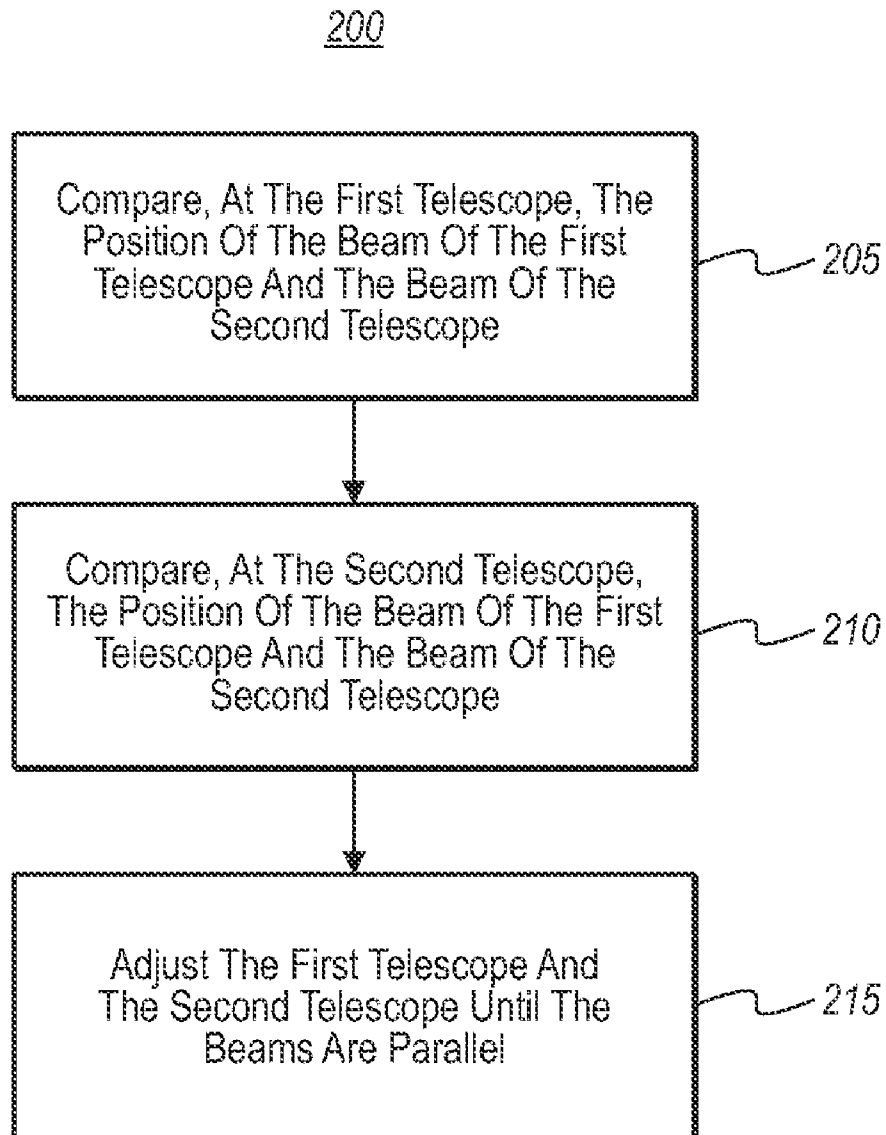 200
Compare, At The First Telescope, The
Position Of The Beam Of The First
Telescope And The Beam Of The
Second Telescope
205
Compare, At The Second Telescope,
The Position Of The Beam Of The First
Telescope And The Beam Of The
Second Telescope
210
Adjust The First Telescope And
The Second Telescope Until The
Beams Are Parallel
215